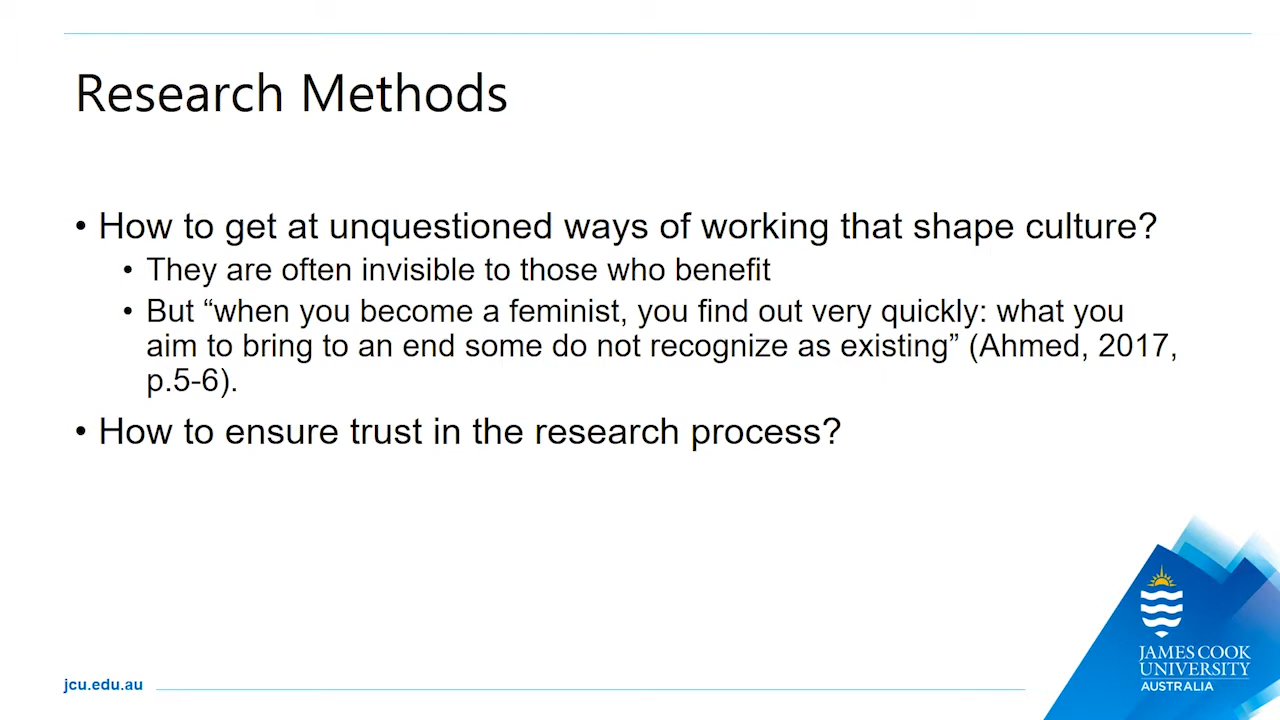 Research Methods
• How to get at unquestioned ways of working that shape culture?
• They are often invisible to those who benefit
• But “when you become a feminist, you find out very quickly: what you
aim to bring to an end some do not recognize as existing” (Ahmed, 2017,
p.5-6).
• How to ensure trust in the research process?
JAMES COOK
UNIVERSITY
AUSTRALIA
jcu.edu.au